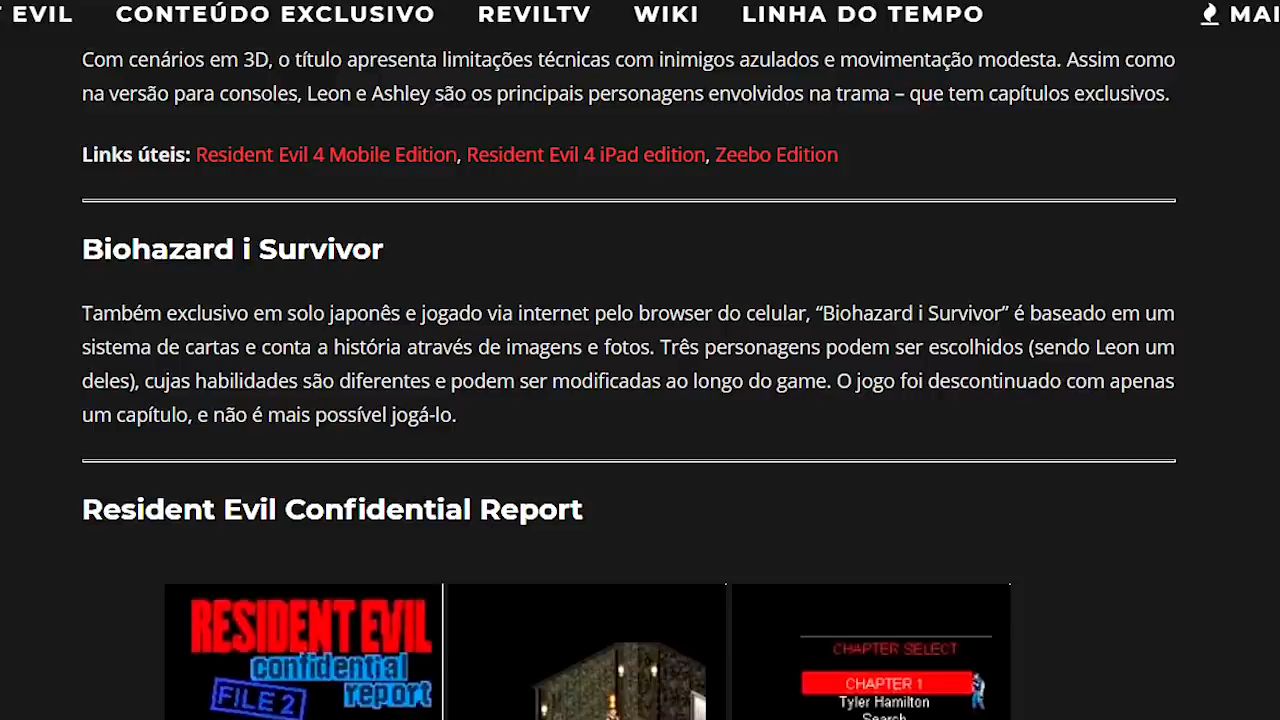 EVIL CONTEÚDO EXCLUSIVO REVILTV WIKI LINHA DO TEMPO MAI
Com cenários em 3D, o título apresenta limitações técnicas com inimigos azulados e movimentação modesta. Assim como
na versão para consoles, Leon e Ashley são os principais personagens envolvidos na trama – que tem capítulos exclusivos.
Links úteis: Resident Evil 4 Mobile Edition, Resident Evil 4 iPad edition, Zeebo Edition
Biohazard i Survivor
Também exclusivo em solo japonês e jogado via internet pelo browser do celular, “Biohazard i Survivor” é baseado em um
sistema de cartas e conta a história através de imagens e fotos. Três personagens podem ser escolhidos (sendo Leon um
deles), cujas habilidades são diferentes e podem ser modificadas ao longo do game. O jogo foi descontinuado com apenas
um capítulo, e não é mais possível jogá-lo.
Resident Evil Confidential Report
RESIDENT EVIL
confidential
report
FILE 2
CHAPTER SELECT
CHAPTER 1
Tyler Hamilton
Search